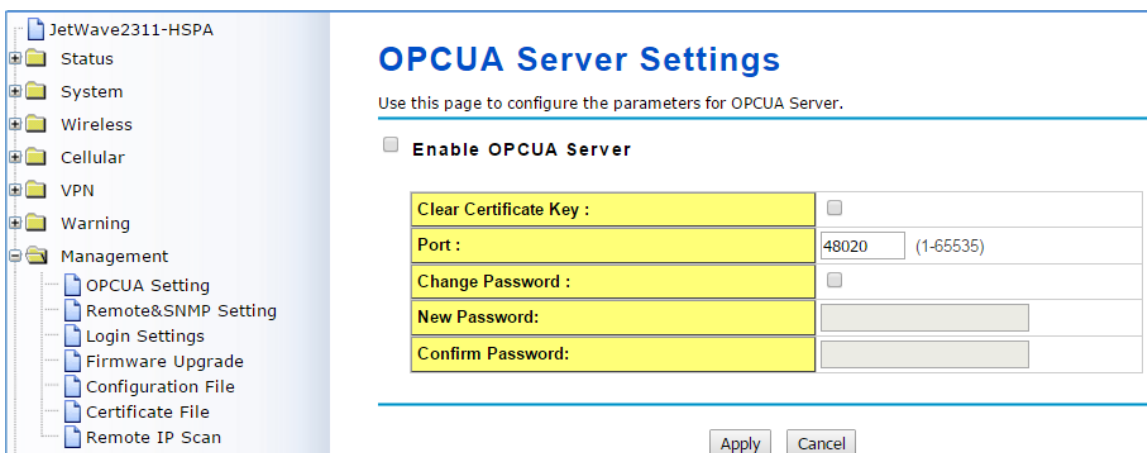 JetWave2311-HSPA
Status
System
Wireless
Cellular
VPN
Warning
Management
OPCUA Setting
Remote&SNMP Setting
Login Settings
Firmware Upgrade
Configuration File
Certificate File
Remote IP Scan
OPCUA Server Settings
Use this page to configure the parameters for OPCUA Server.
Enable OPCUA Server
Clear Certificate Key :
Port : 48020 (1-65535)
Change Password :
New Password:
Confirm Password:
Apply Cancel